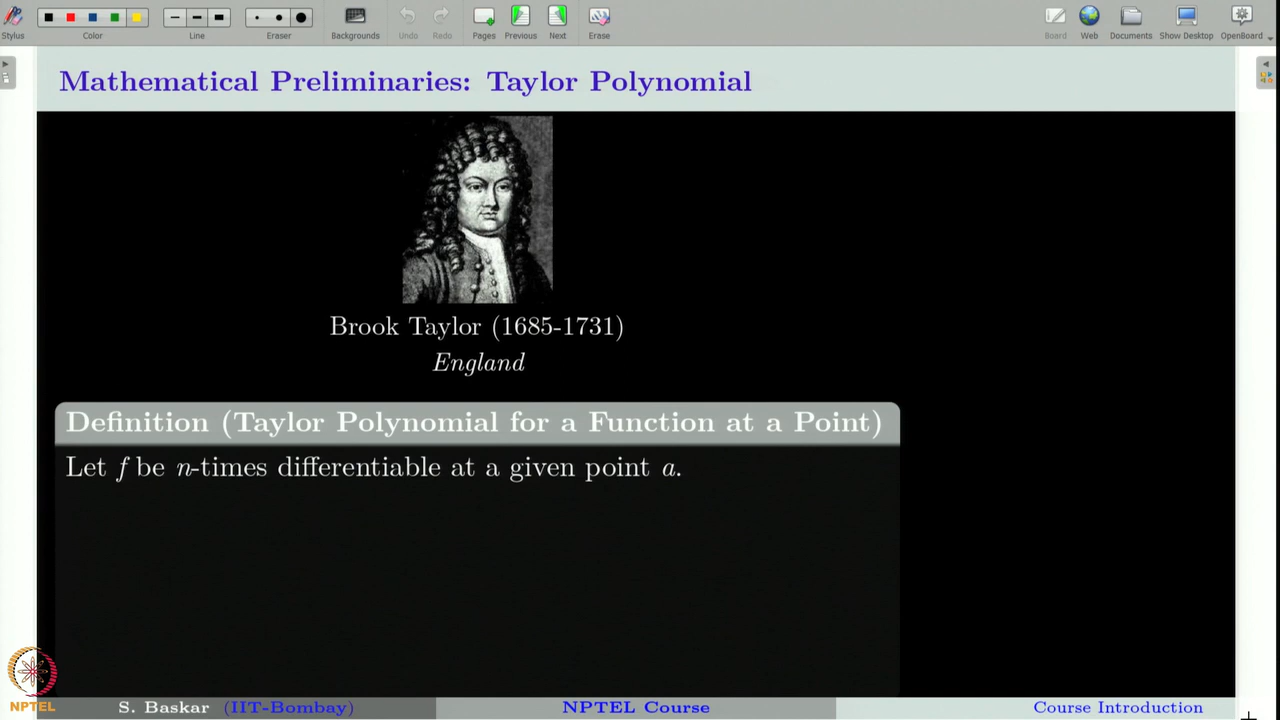 Stylus Color Line Eraser Backgrounds Undo Redo Pages Previous Next Erase Board Web Documents Show Desktop OpenBoard
Mathematical Preliminaries: Taylor Polynomial
Brook Taylor (1685-1731)
England
Definition (Taylor Polynomial for a Function at a Point)
Let f be n-times differentiable at a given point a.
NPTEL
S. Baskar (IIT-Bombay) NPTEL Course Course Introduction